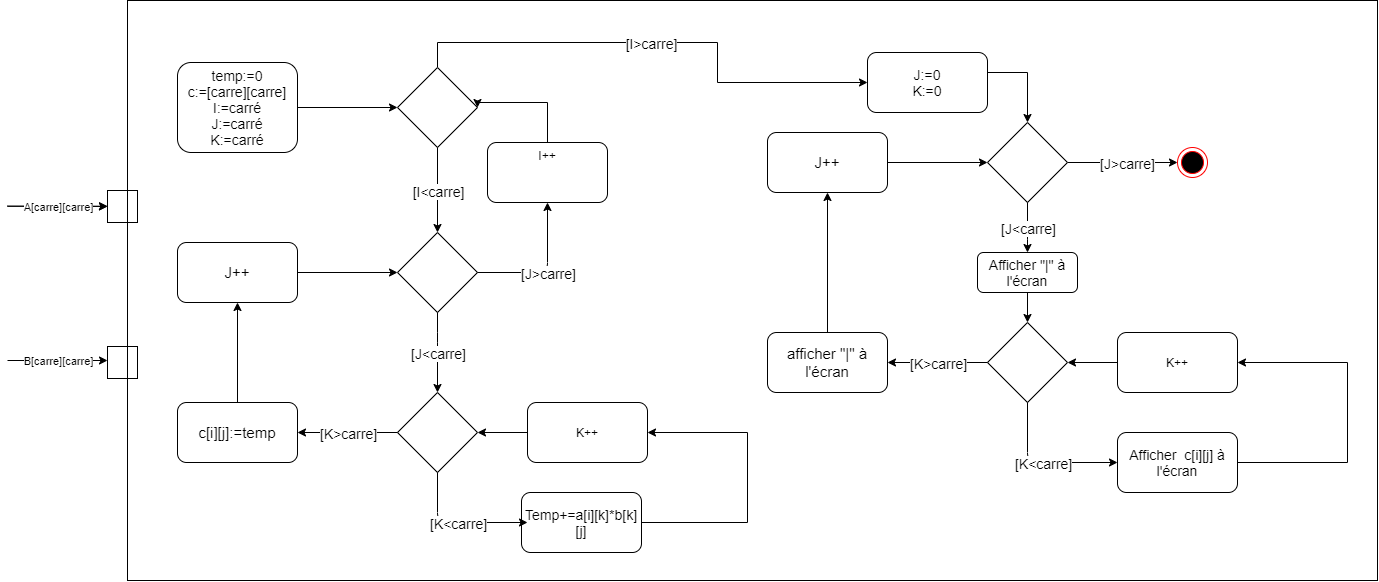 [I>carre]
temp:=0
c:=[carre][carre]
I:=carré
J:=carré
K:=carré
J:=0
K:=0
I++
J++
[J>carre]
[I<carre]
A[carre][carre]
[J<carre]
J++
[J>carre]
Afficher "|" à
l'écran
[J<carre]
B[carre][carre]
afficher "|" à
l'écran
[K>carre]
K++
c[i][j]:=temp
[K>carre]
K++
[K<carre]
Afficher  c[i][j] à
l'écran
[K<carre]
Temp+=a[i][k]*b[k]
[j]